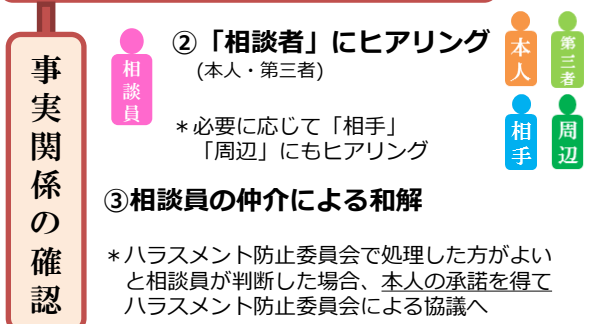 事実関係の確認
相談員
②「相談者」にヒアリング
(本人・第三者)
本人
第三者
＊必要に応じて「相手」
「周辺」にもヒアリング
相手
周辺
③相談員の仲介による和解
＊ハラスメント防止委員会で処理した方がよい
と相談員が判断した場合、本人の承諾を得て
ハラスメント防止委員会による協議へ